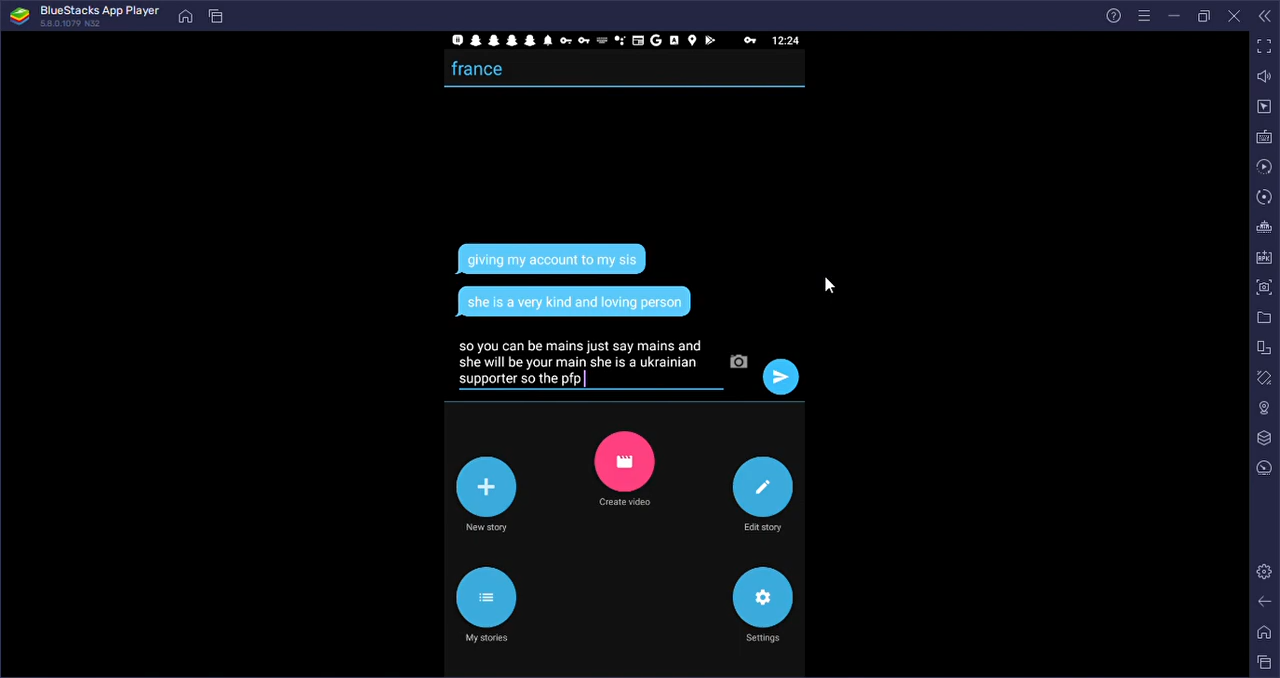 BlueStacks App Player
5.8.0.1079 N32
12:24
france
giving my account to my sis
she is a very kind and loving person
so you can be mains just say mains and
she will be your main she is a ukrainian
supporter so the pfp
Create video
New story
Edit story
My stories
Settings